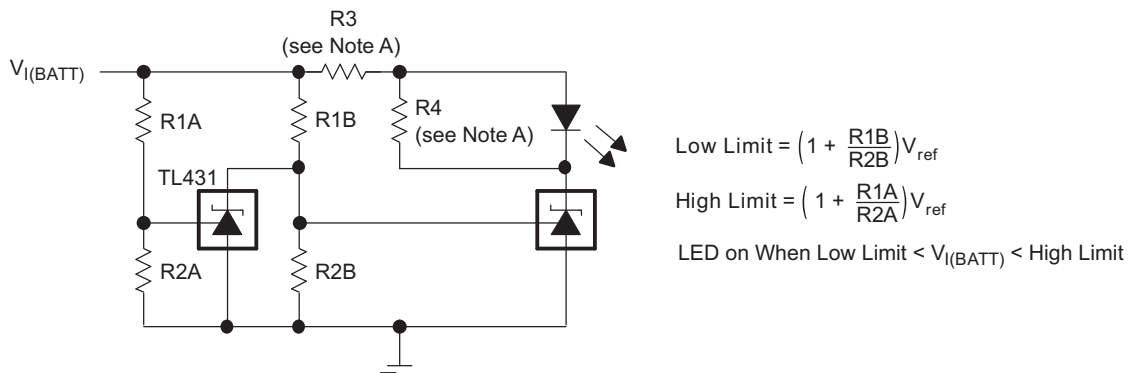 R3
(see Note A)
V_I(BATT)
R1A
R1B
R4
(see Note A)
TL431
R2A
R2B
Low Limit = (1 + R1B/R2B)V_ref
High Limit = (1 + R1A/R2A)V_ref
LED on When Low Limit < V_I(BATT) < High Limit